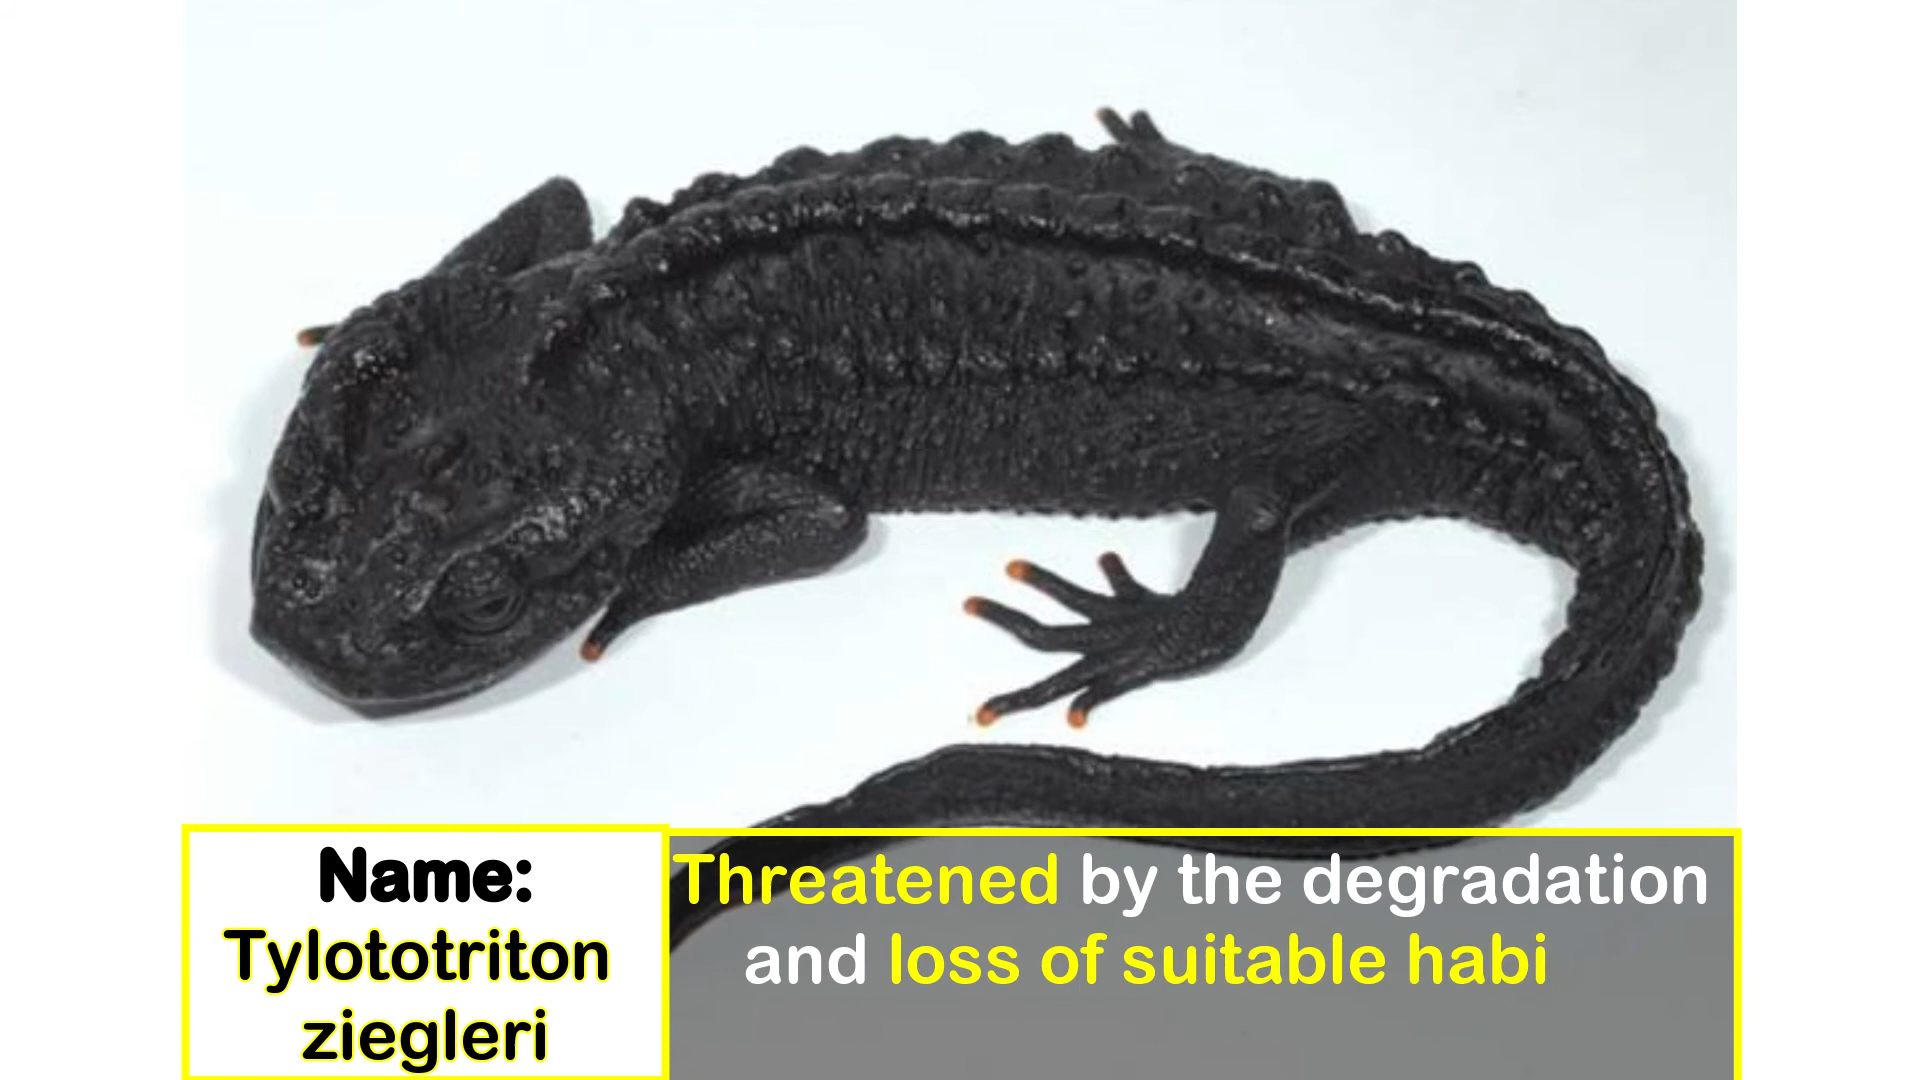 Name:
Tylototriton
ziegleri
Threatened by the degradation
and loss of suitable habi